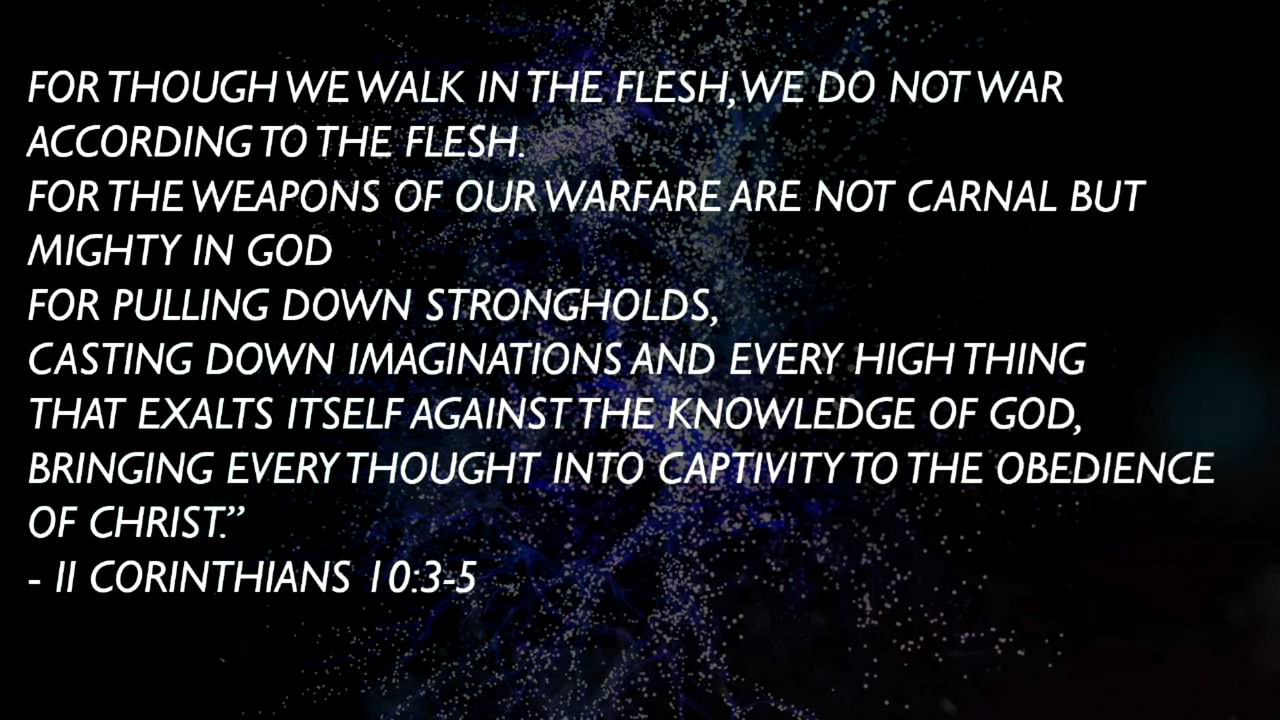 FOR THOUGH WE WALK IN THE FLESH, WE DO NOT WAR
ACCORDING TO THE FLESH.
FOR THE WEAPONS OF OUR WARFARE ARE NOT CARNAL BUT
MIGHTY IN GOD
FOR PULLING DOWN STRONGHOLDS,
CASTING DOWN IMAGINATIONS AND EVERY HIGH THING
THAT EXALTS ITSELF AGAINST THE KNOWLEDGE OF GOD,
BRINGING EVERY THOUGHT INTO CAPTIVITY TO THE OBEDIENCE
OF CHRIST.”
- II CORINTHIANS 10:3-5